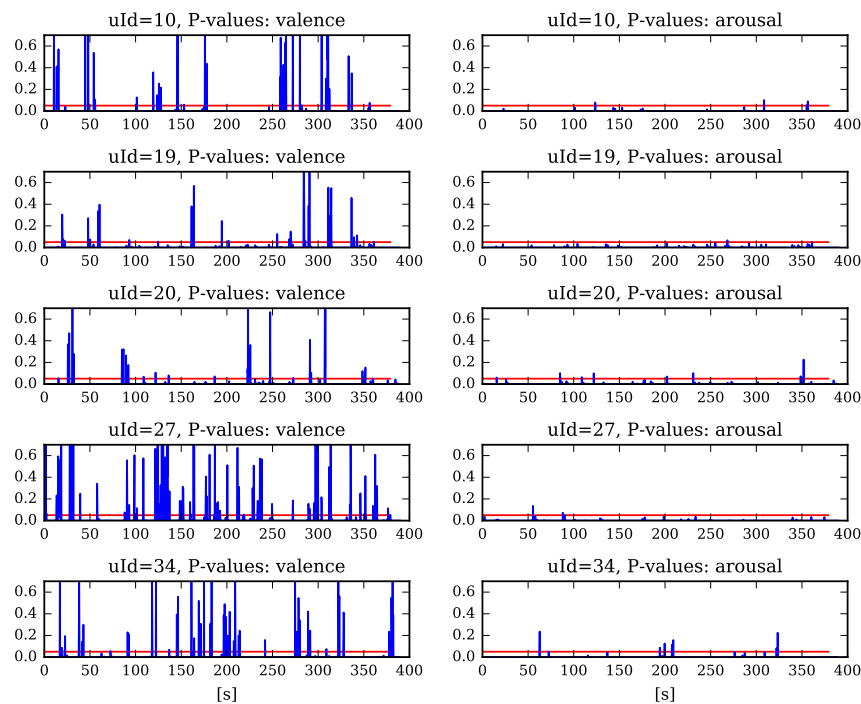 uId=10, P-values: valence
uId=10, P-values: arousal
0.6
0.4
0.2
0.0
0 50 100 150 200 250 300 350 400
0.6
0.4
0.2
0.0
0 50 100 150 200 250 300 350 400
uId=19, P-values: valence
uId=19, P-values: arousal
0.6
0.4
0.2
0.0
0 50 100 150 200 250 300 350 400
0.6
0.4
0.2
0.0
0 50 100 150 200 250 300 350 400
uId=20, P-values: valence
uId=20, P-values: arousal
0.6
0.4
0.2
0.0
0 50 100 150 200 250 300 350 400
0.6
0.4
0.2
0.0
0 50 100 150 200 250 300 350 400
uId=27, P-values: valence
uId=27, P-values: arousal
0.6
0.4
0.2
0.0
0 50 100 150 200 250 300 350 400
0.6
0.4
0.2
0.0
0 50 100 150 200 250 300 350 400
uId=34, P-values: valence
uId=34, P-values: arousal
0.6
0.4
0.2
0.0
0 50 100 150 200 250 300 350 400
[s]
0.6
0.4
0.2
0.0
0 50 100 150 200 250 300 350 400
[s]